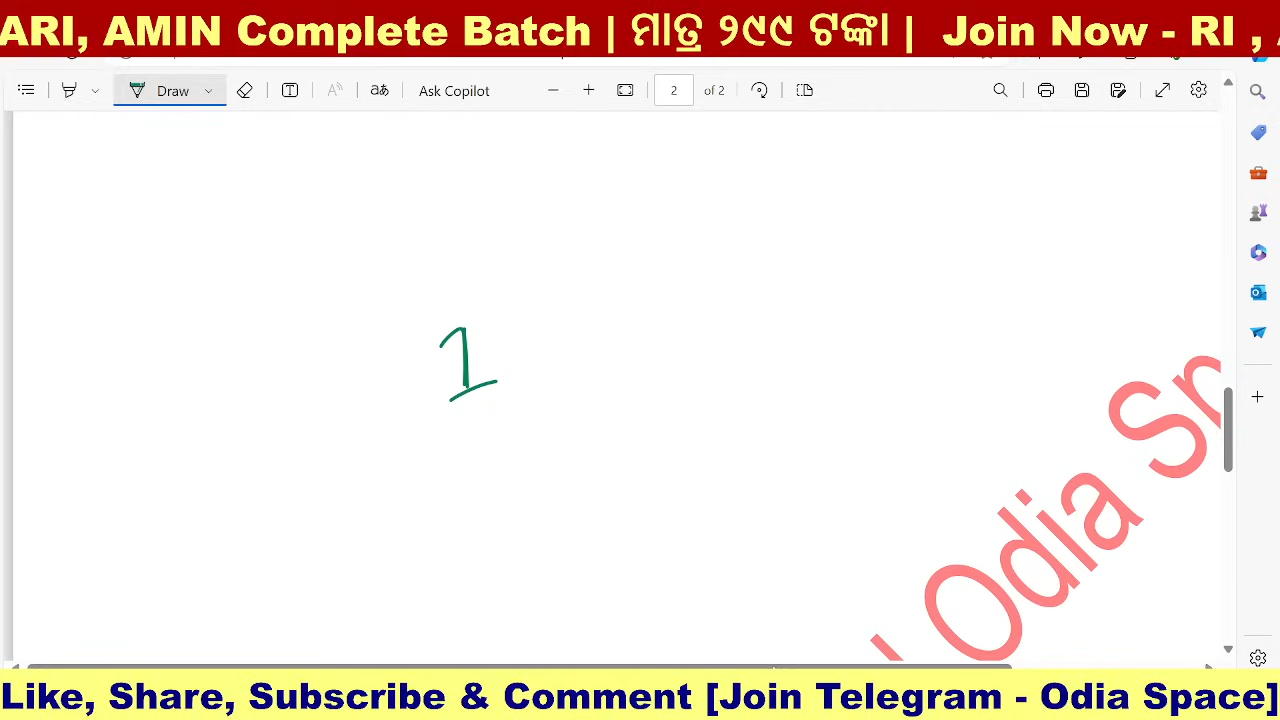 ARI, AMIN Complete Batch | ମାତ୍ର ୨୯୯ ଟଙ୍କା | Join Now - RI ,
Draw
Ask Copilot
2 of 2
1
Odia
Like, Share, Subscribe & Comment [Join Telegram - Odia Space]